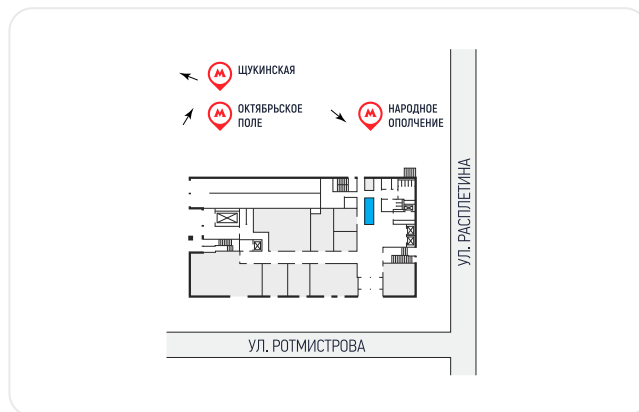 ЩУКИНСКАЯ
ОКТЯБРЬСКОЕ
ПОЛЕ
НАРОДНОЕ
ОПОЛЧЕНИЕ
УЛ. РАСПЛЕТИНА
УЛ. РОТМИСТРОВА